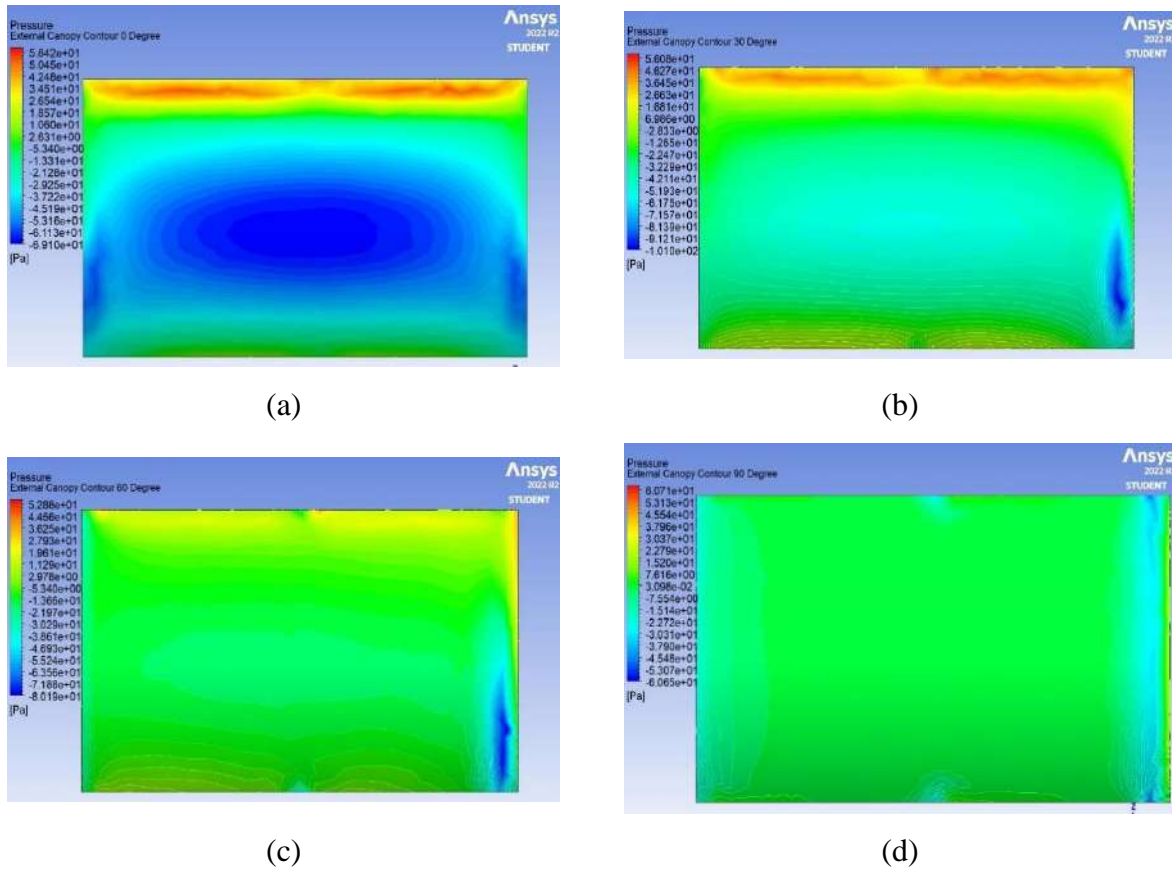 Pressure
External Canopy Contour 0 Degree
Ansys
2022 R2
STUDENT
5.842e+01
5.045e+01
4.248e+01
3.451e+01
2.654e+01
1.857e+01
1.060e+01
2.631e+00
-5.340e+00
-1.331e+01
-2.128e+01
-2.925e+01
-3.722e+01
-4.519e+01
-5.316e+01
-6.113e+01
-6.910e+01
[Pa]
(a)
Pressure
External Canopy Contour 30 Degree
Ansys
2022 R2
STUDENT
5.608e+01
4.627e+01
3.645e+01
2.663e+01
1.681e+01
6.986e+00
-2.833e+00
-1.265e+01
-2.247e+01
-3.229e+01
-4.211e+01
-5.193e+01
-6.175e+01
-7.157e+01
-8.139e+01
-9.121e+01
-1.010e+02
[Pa]
(b)
Pressure
External Canopy Contour 60 Degree
Ansys
2022 R2
STUDENT
5.288e+01
4.456e+01
3.625e+01
2.793e+01
1.961e+01
1.129e+01
2.978e+00
-5.340e+00
-1.366e+01
-2.197e+01
-3.029e+01
-3.861e+01
-4.693e+01
-5.524e+01
-6.356e+01
-7.188e+01
-8.019e+01
[Pa]
(c)
Pressure
External Canopy Contour 90 Degree
Ansys
2022 R2
STUDENT
6.071e+01
5.313e+01
4.554e+01
3.796e+01
3.037e+01
2.279e+01
1.520e+01
7.616e+00
3.098e-02
-7.554e+00
-1.514e+01
-2.272e+01
-3.031e+01
-3.790e+01
-4.548e+01
-5.307e+01
-6.065e+01
[Pa]
(d)